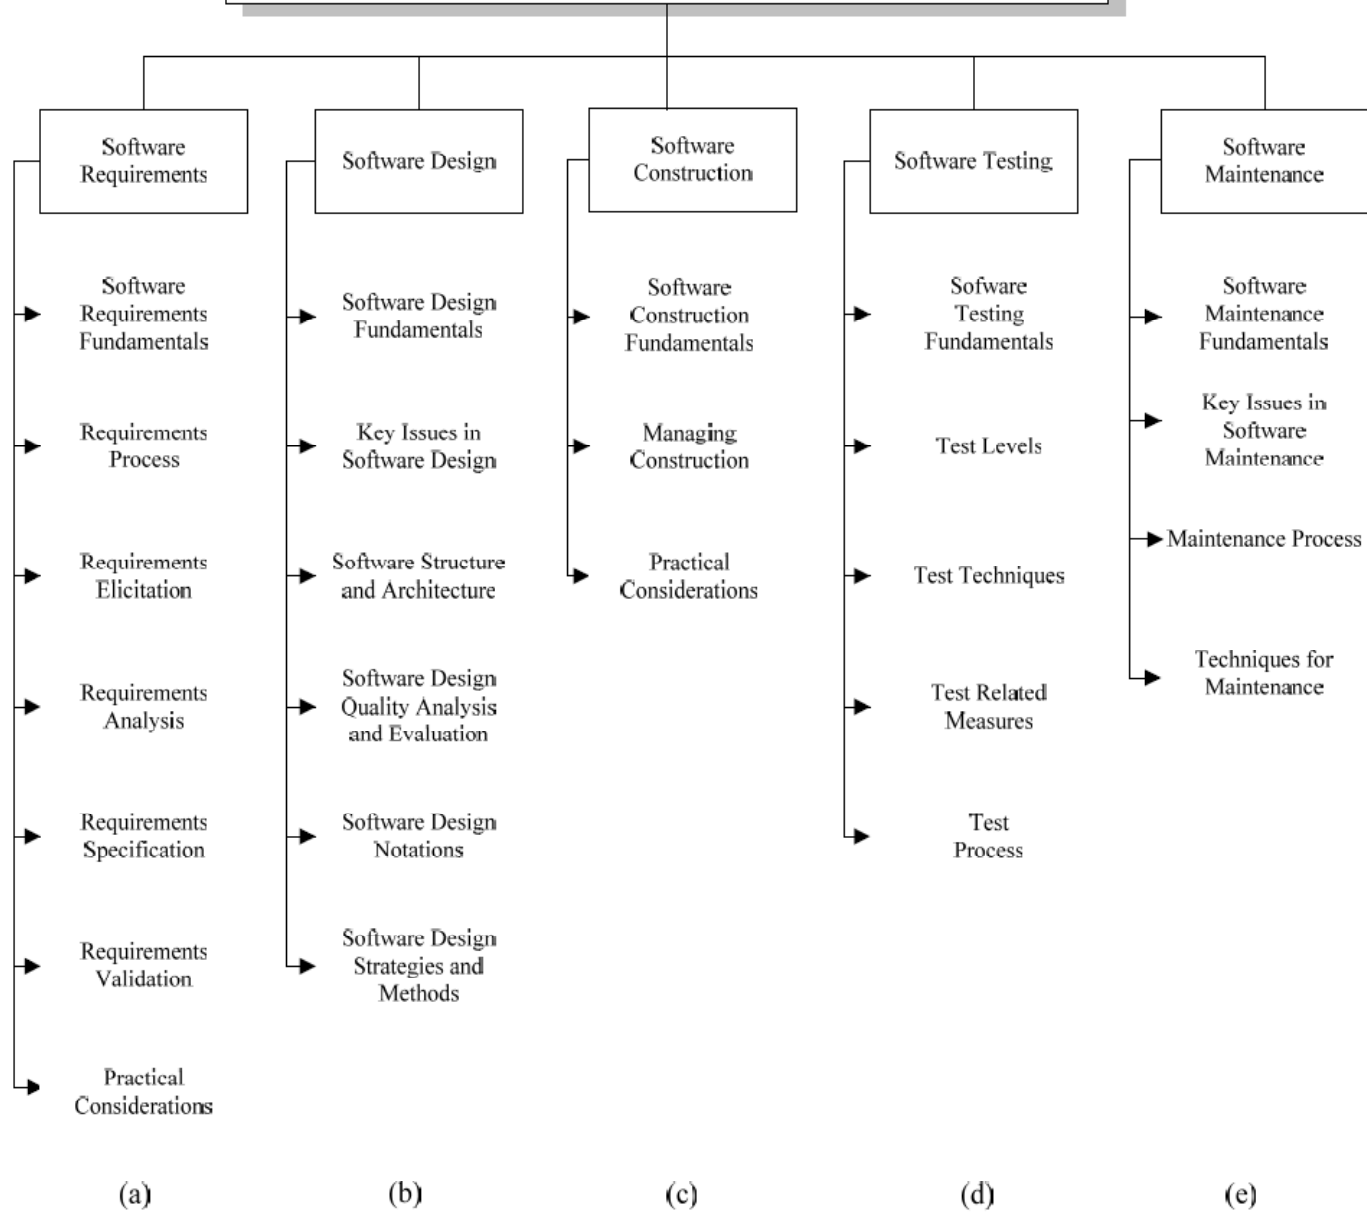 Software
Requirements
Software Design
Software
Construction
Software Testing
Software
Maintenance
Software
Requirements
Fundamentals
Requirements
Process
Requirements
Elicitation
Requirements
Analysis
Requirements
Specification
Requirements
Validation
Practical
Considerations
Software Design
Fundamentals
Key Issues in
Software Design
Software Structure
and Architecture
Software Design
Quality Analysis
and Evaluation
Software Design
Notations
Software Design
Strategies and
Methods
Software
Construction
Fundamentals
Managing
Construction
Practical
Considerations
Sofware
Testing
Fundamentals
Test Levels
Test Techniques
Test Related
Measures
Test
Process
Software
Maintenance
Fundamentals
Key Issues in
Software
Maintenance
Maintenance Process
Techniques for
Maintenance
(a)
(b)
(c)
(d)
(e)